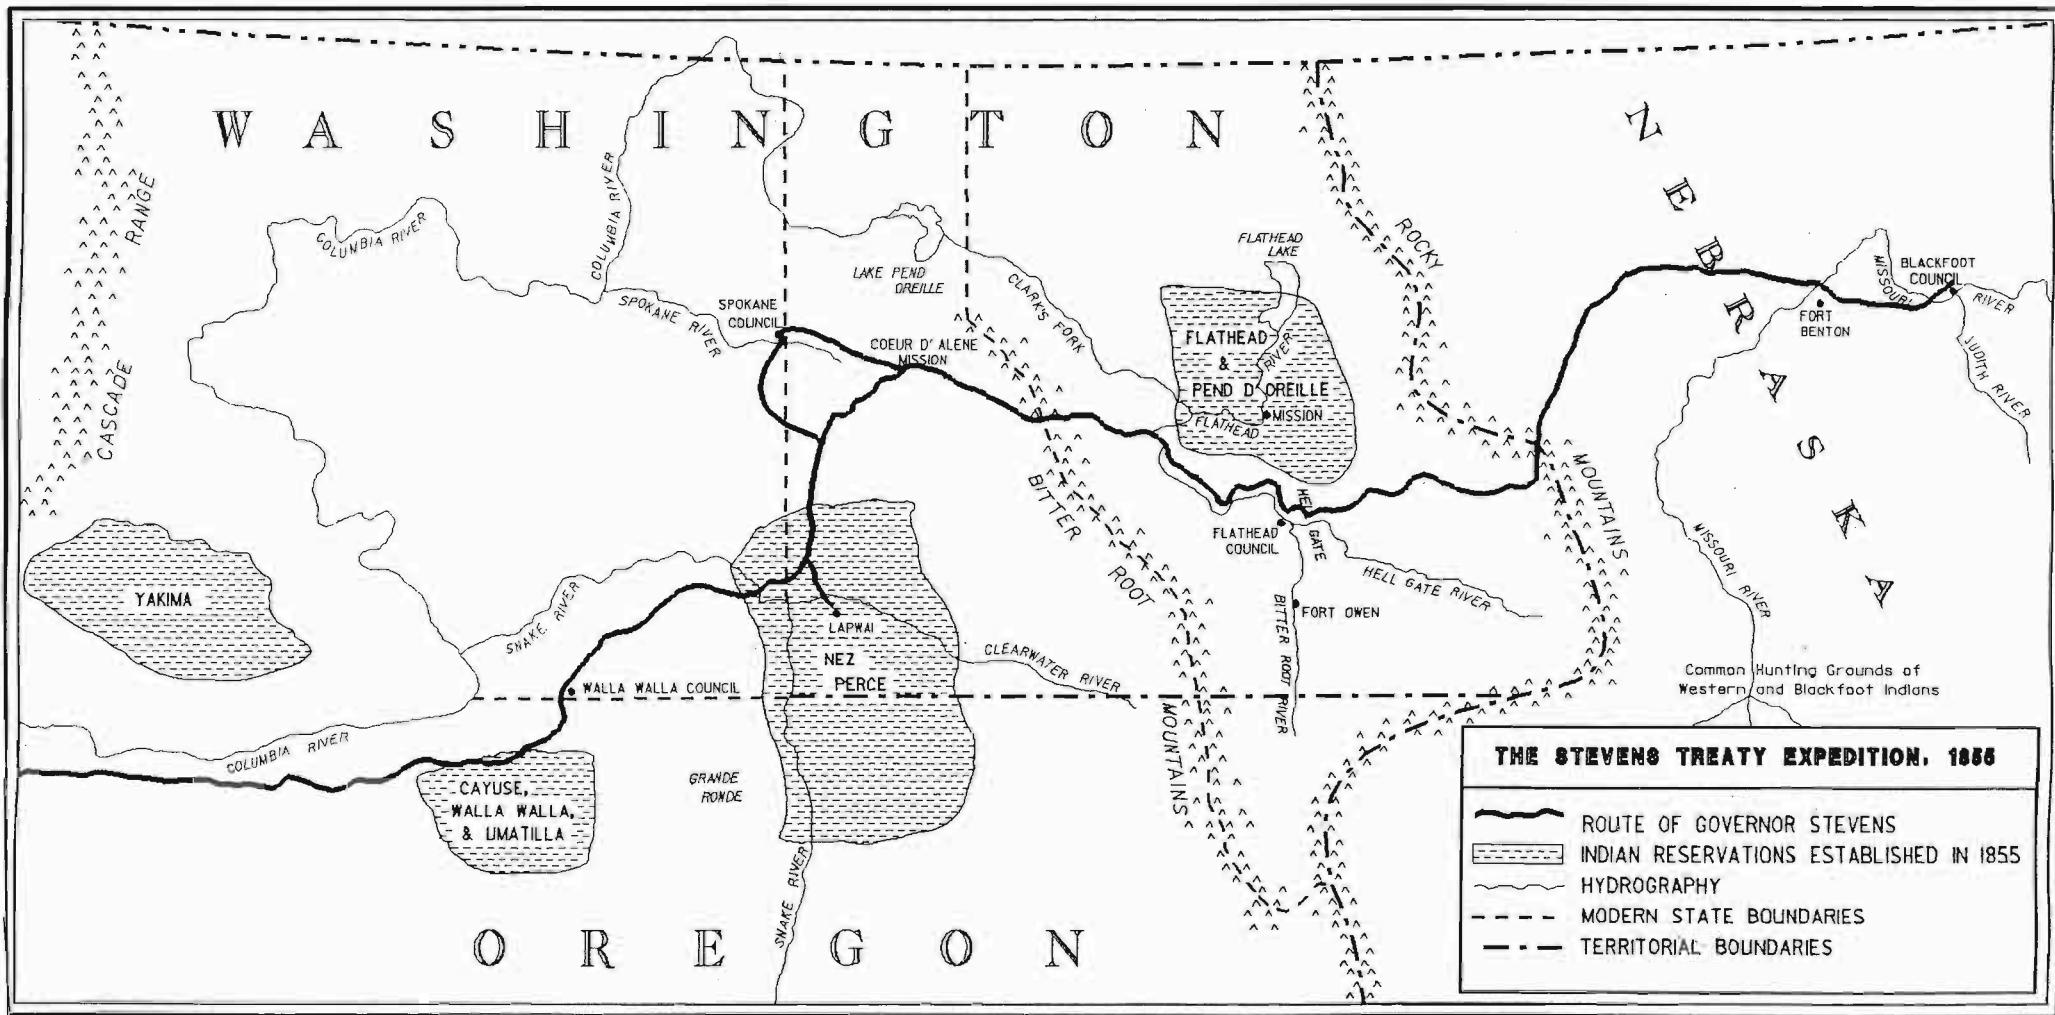 WASHINGTON
NEBRASKA
OREGON
CASCADE RANGE
COLUMBIA RIVER
COLUMBIA RIVER
SPOKANE RIVER
SPOKANE
COUNCIL
LAKE PEND
OREILLE
COEUR D' ALENE
MISSION
CLARK'S FORK
FLATHEAD
LAKE
FLATHEAD
&
PEND D'OREILLE
MISSION
FLATHEAD RIVER
ROCKY MOUNTAINS
BLACKFOOT
COUNCIL
MISSOURI RIVER
FORT
BENTON
JUDITH RIVER
BITTER ROOT MOUNTAINS
HELL GATE
FLATHEAD
COUNCIL
HELL GATE RIVER
FORT OWEN
BITTER ROOT RIVER
MISSOURI RIVER
YAKIMA
SNAKE RIVER
LAPWAI
NEZ
PERCE
CLEARWATER RIVER
WALLA WALLA COUNCIL
COLUMBIA RIVER
CAYUSE,
WALLA WALLA,
& UMATILLA
GRANDE
RONDE
SNAKE RIVER
Common Hunting Grounds of
Western and Blackfoot Indians
THE STEVENS TREATY EXPEDITION, 1855
ROUTE OF GOVERNOR STEVENS
INDIAN RESERVATIONS ESTABLISHED IN 1855
HYDROGRAPHY
MODERN STATE BOUNDARIES
TERRITORIAL BOUNDARIES